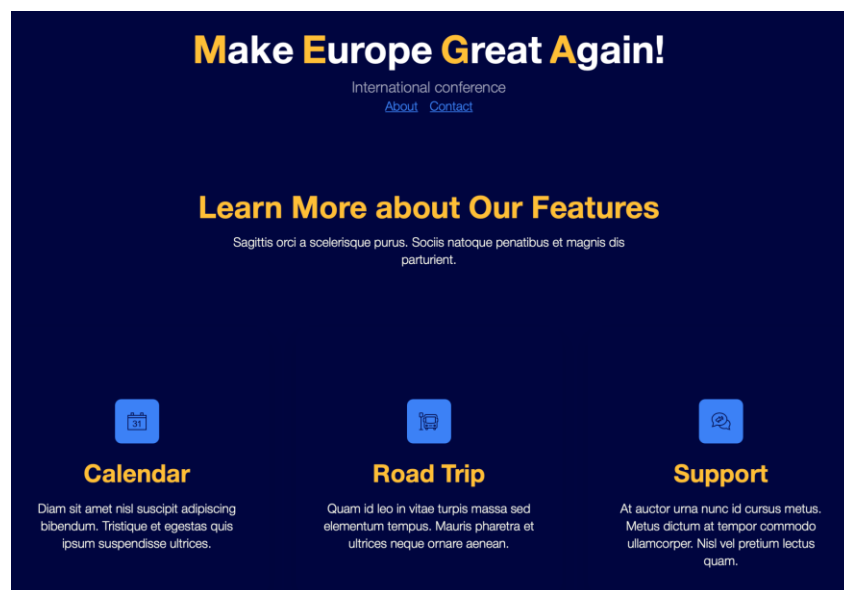 Make Europe Great Again!
International conference
About Contact
Learn More about Our Features
Sagittis orci a scelerisque purus. Sociis natoque penatibus et magnis dis
parturient.
31
Calendar
Diam sit amet nisl suscipit adipiscing
bibendum. Tristique et egestas quis
ipsum suspendisse ultrices.
Road Trip
Quam id leo in vitae turpis massa sed
elementum tempus. Mauris pharetra et
ultrices neque ornare aenean.
Support
At auctor urna nunc id cursus metus.
Metus dictum at tempor commodo
ullamcorper. Nisl vel pretium lectus
quam.